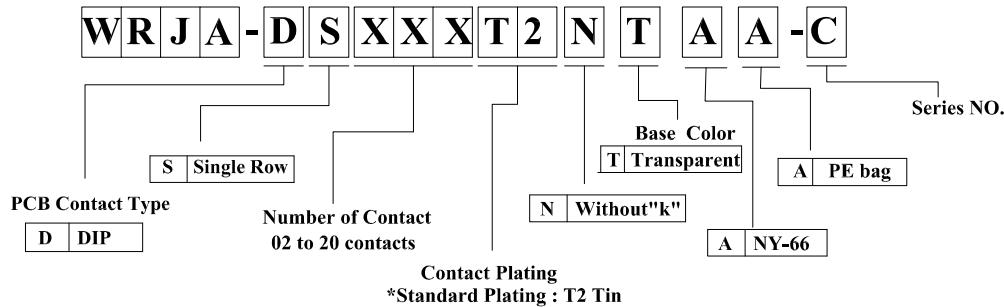 WRJA-DSXXXT2NTAA-C
Series NO.
Base Color
T Transparent
S Single Row
A PE bag
PCB Contact Type
D DIP
Number of Contact
02 to 20 contacts
N Without"k"
A NY-66
Contact Plating
*Standard Plating : T2 Tin